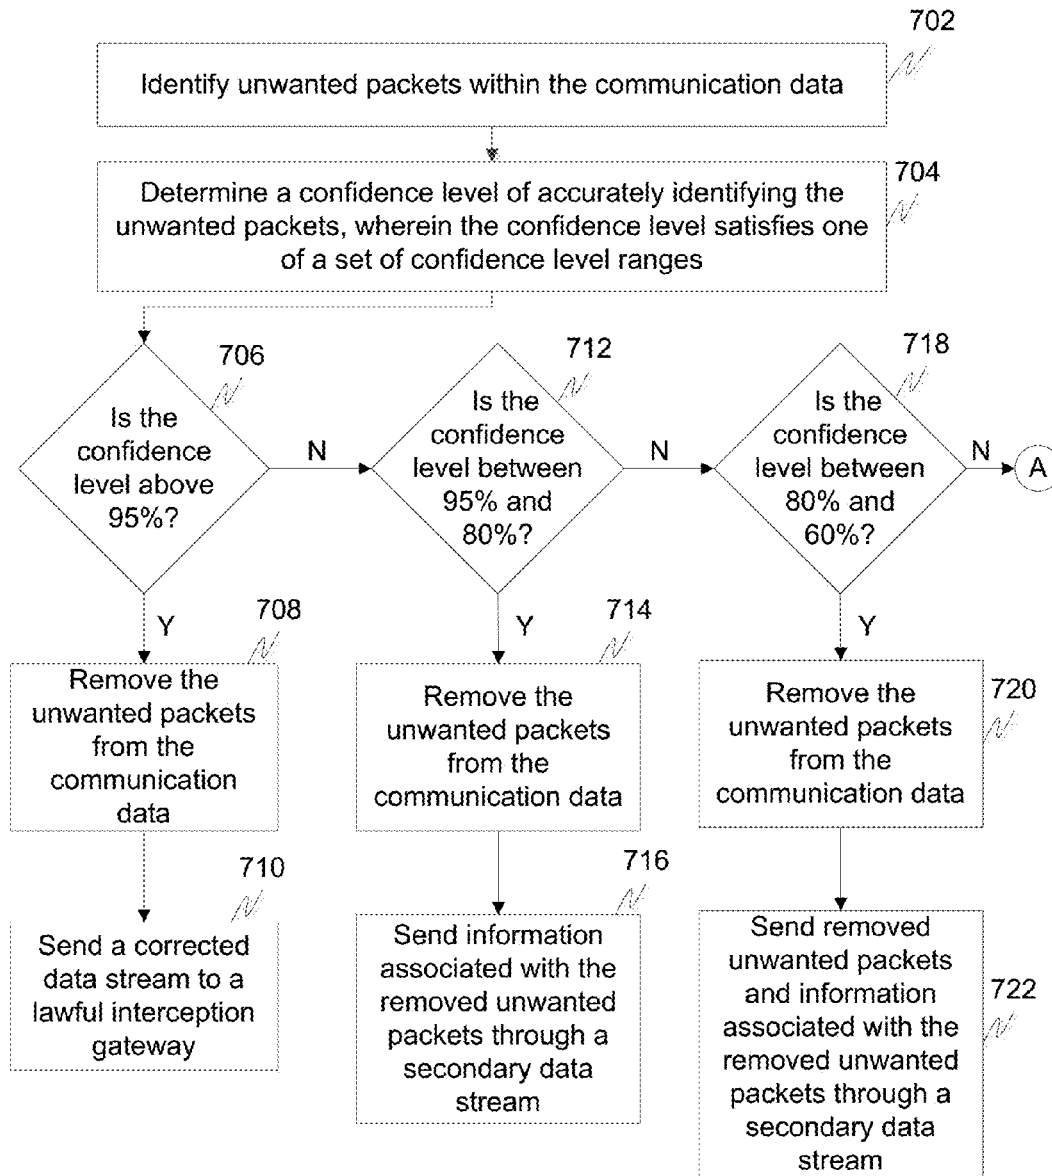 702
Identify unwanted packets within the communication data
704
Determine a confidence level of accurately identifying the
unwanted packets, wherein the confidence level satisfies one
of a set of confidence level ranges
706
Is the
confidence
level above
95%?
N
712
Is the
confidence
level between
95% and
80%?
N
718
Is the
confidence
level between
80% and
60%?
N
A
Y
708
Remove the
unwanted packets
from the
communication
data
Y
714
Remove the
unwanted packets
from the
communication data
Y
720
Remove the
unwanted packets
from the
communication data
710
Send a corrected
data stream to a
lawful interception
gateway
716
Send information
associated with the
removed unwanted
packets through a
secondary data
stream
722
Send removed
unwanted packets
and information
associated with the
removed unwanted
packets through a
secondary data
stream